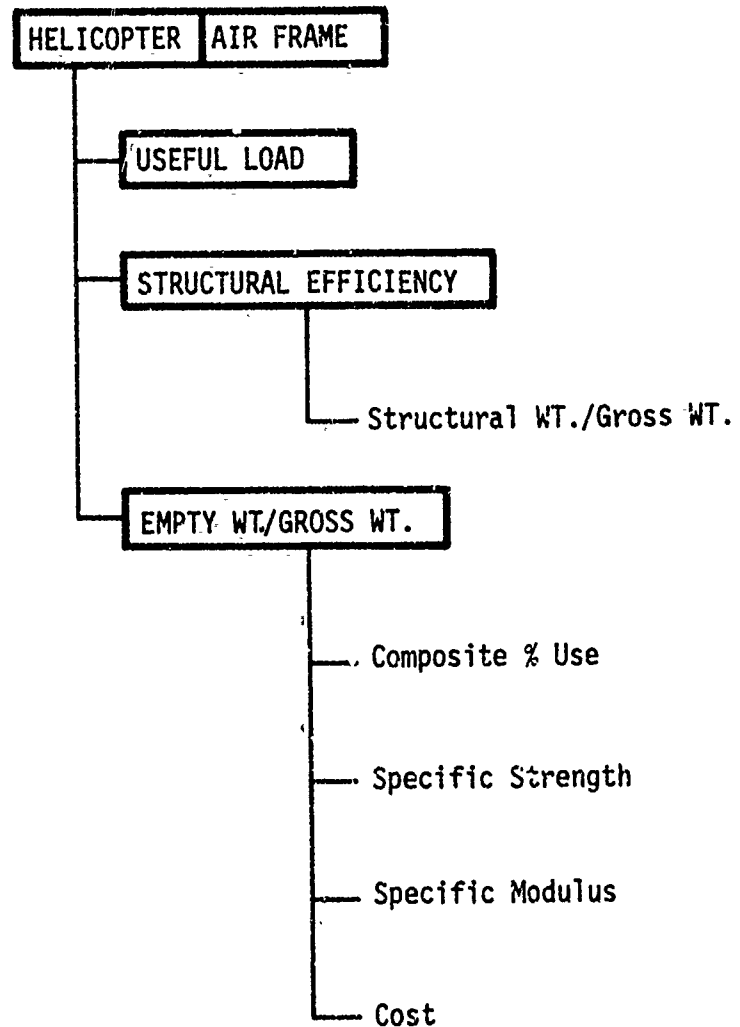 HELICOPTER AIR FRAME
USEFUL LOAD
STRUCTURAL EFFICIENCY
Structural WT./Gross WT.
EMPTY WT./GROSS WT.
Composite % Use
Specific Strength
Specific Modulus
Cost